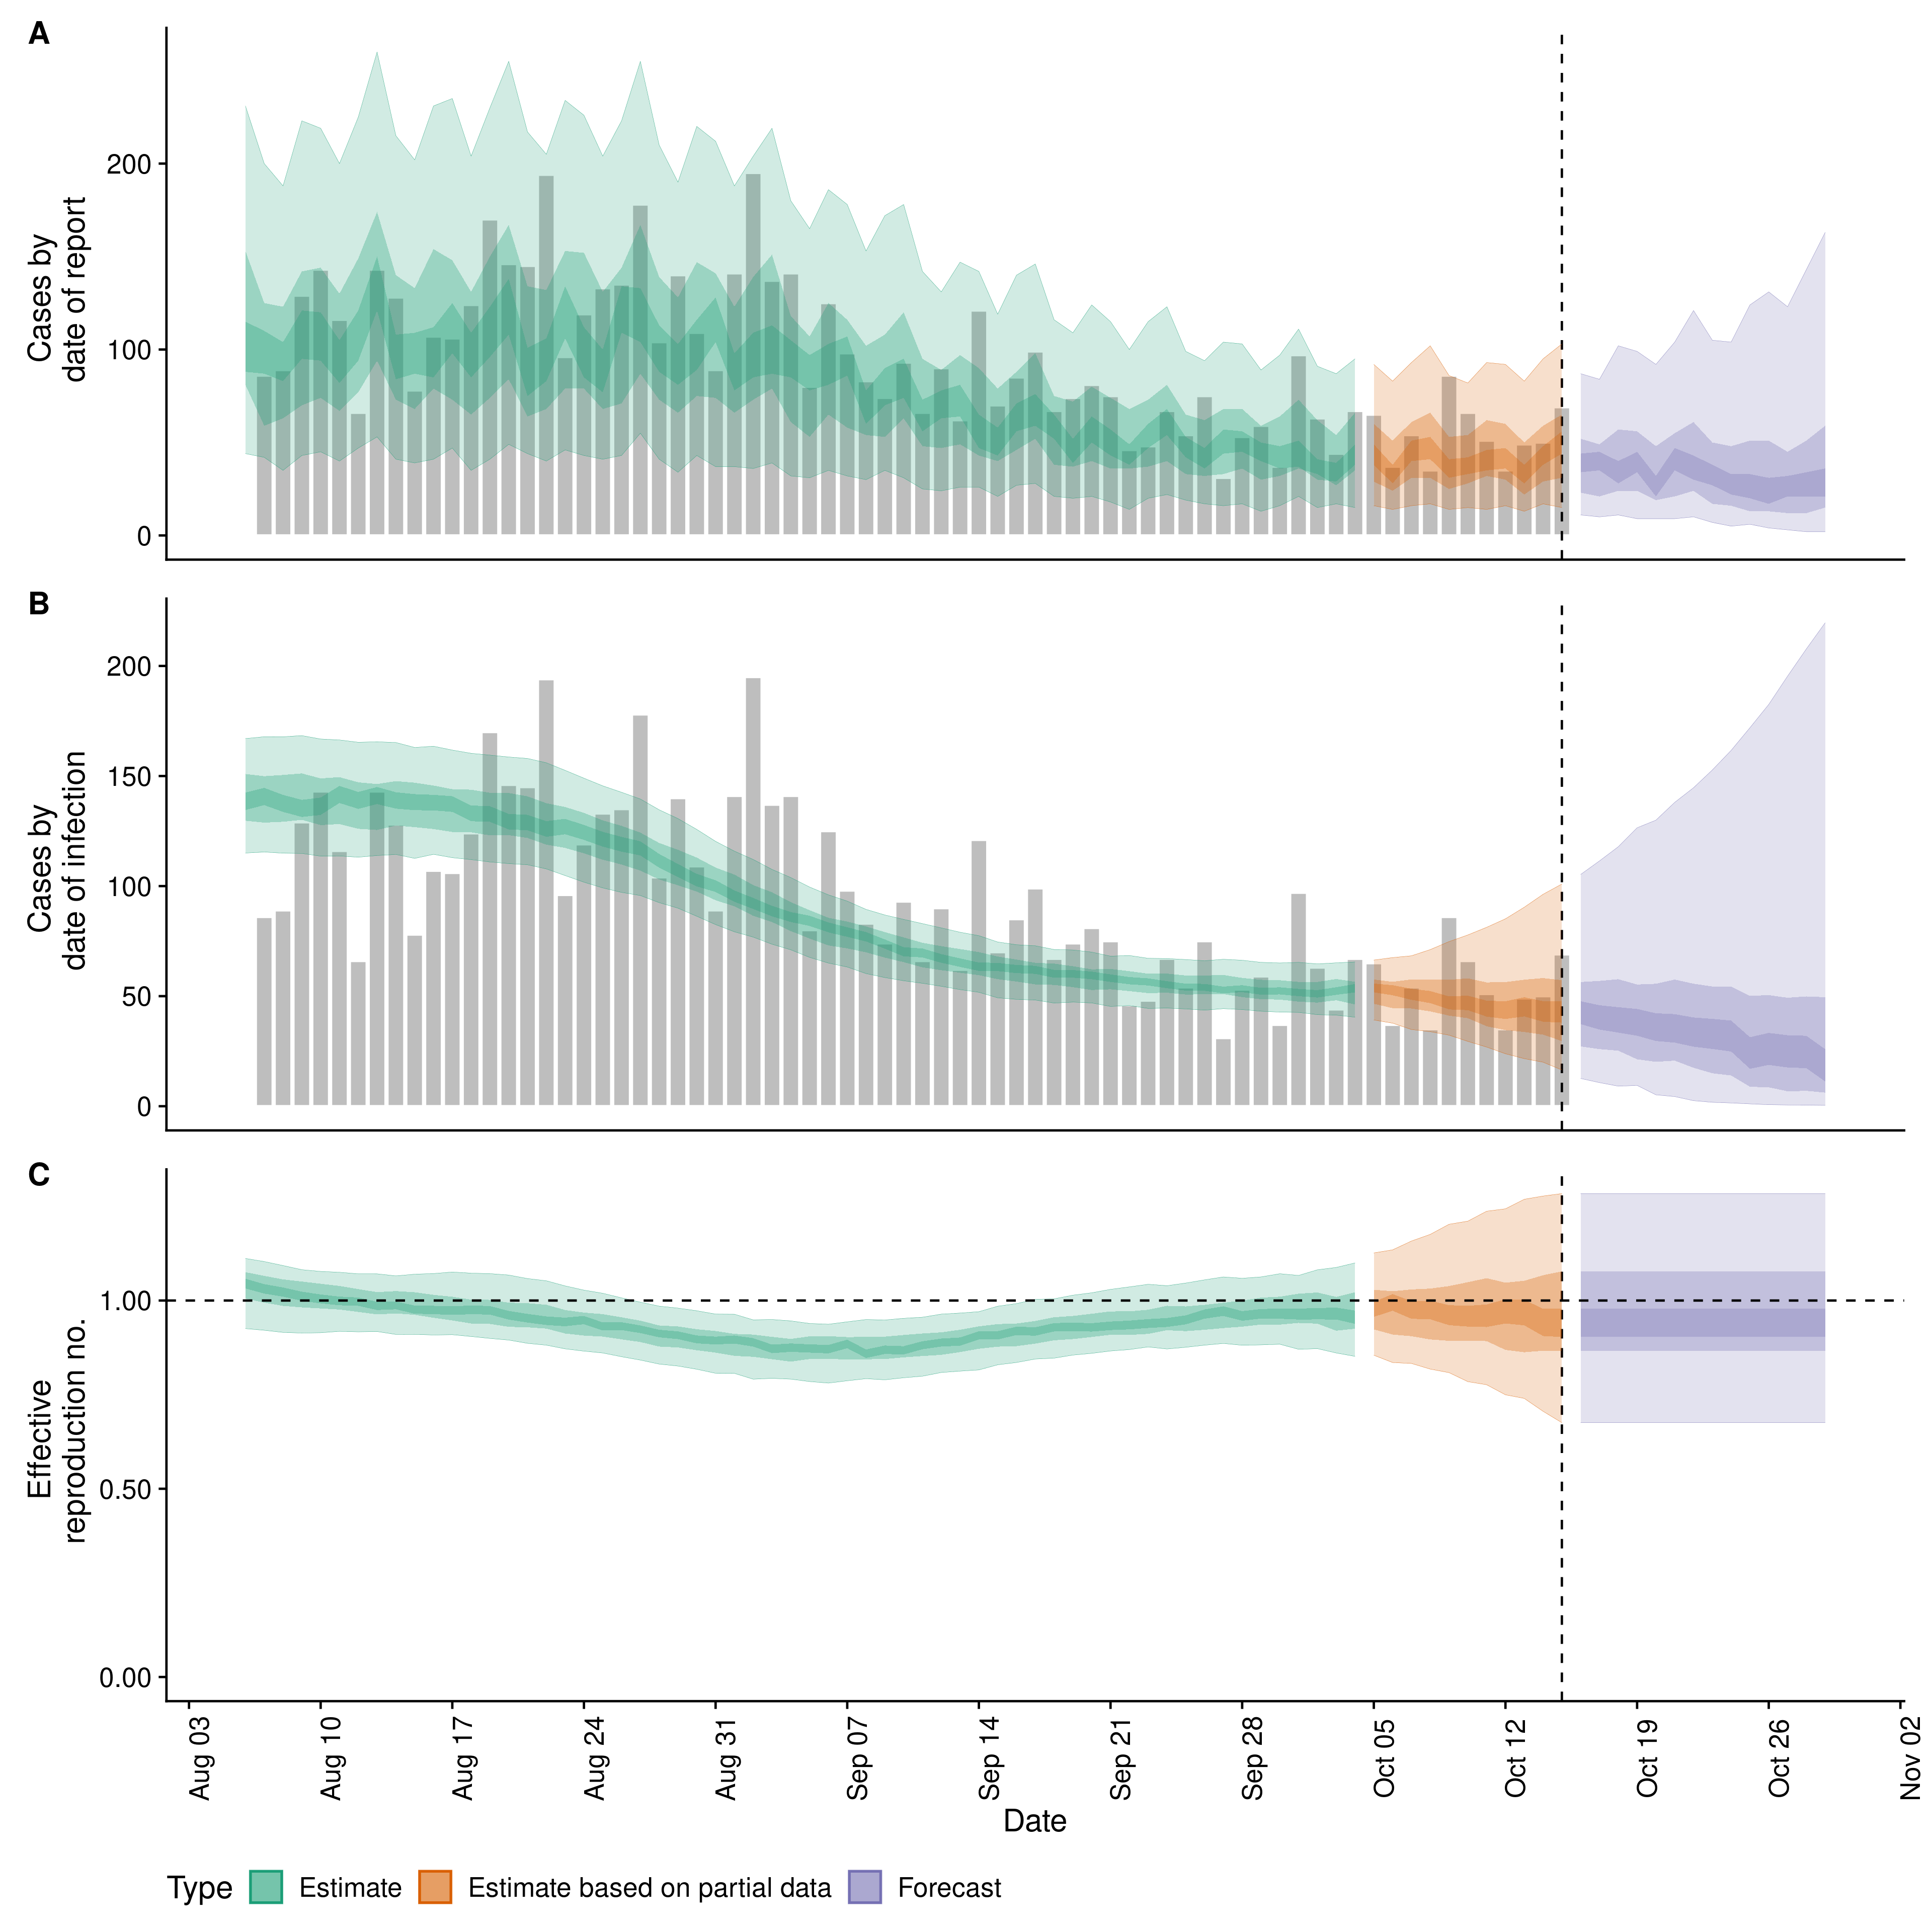 A
Cases by
date of report
200
100
0
B
Cases by
date of infection
200
150
100
50
0
C
Effective
reproduction no.
1.00
0.50
0.00
Aug 03
Aug 10
Aug 17
Aug 24
Aug 31
Sep 07
Sep 14
Sep 21
Sep 28
Oct 05
Oct 12
Oct 19
Oct 26
Nov 02
Date
Type Estimate Estimate based on partial data Forecast